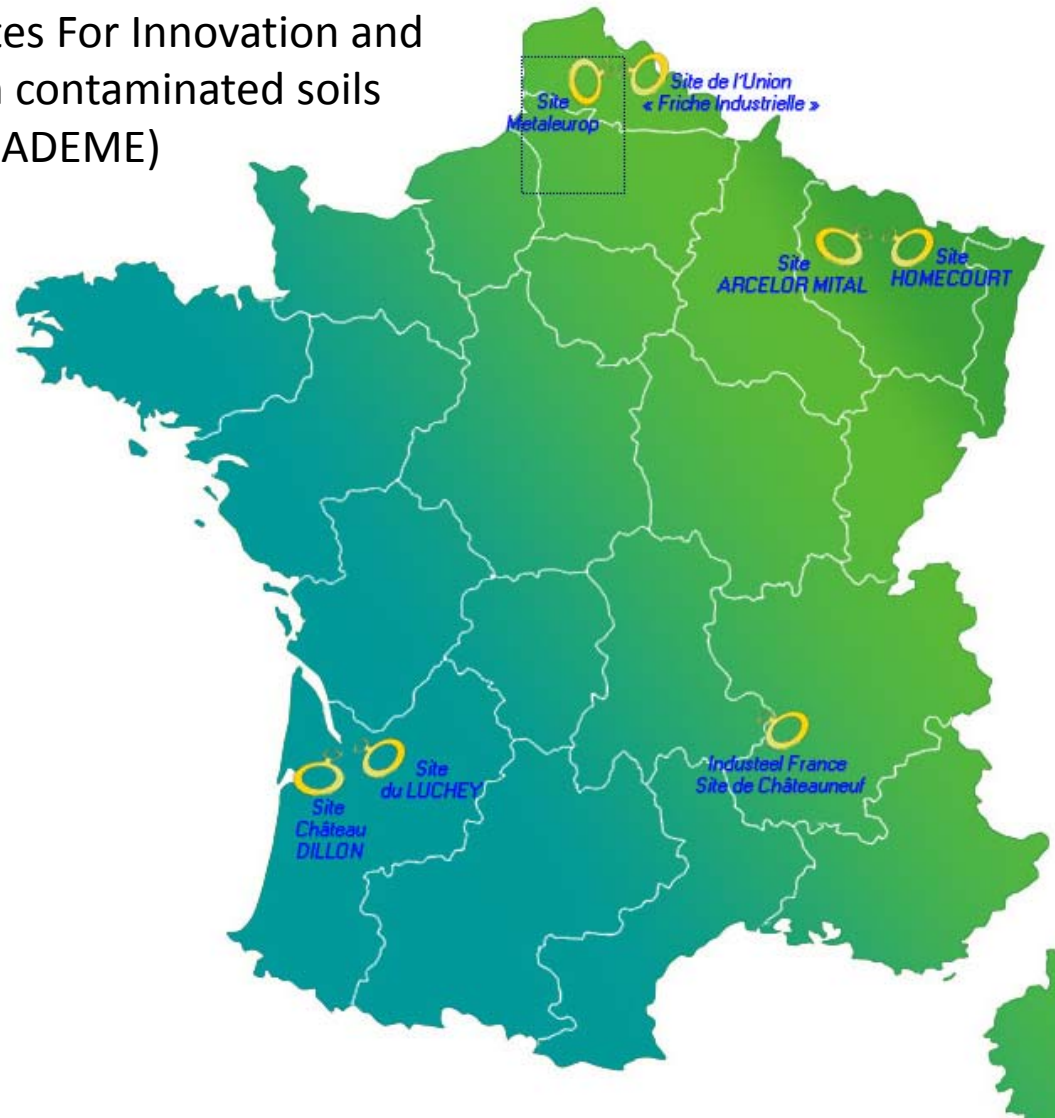 tes For Innovation and
contaminated soils
ADEME)
Site
Metaleurop
Site de l'Union
« Friche Industrielle »
Site
ARCELOR MITAL
Site
HOMECOURT
Industeel France
Site de Châteauneuf
Site
du LUCHEY
Site
Château
DILLON